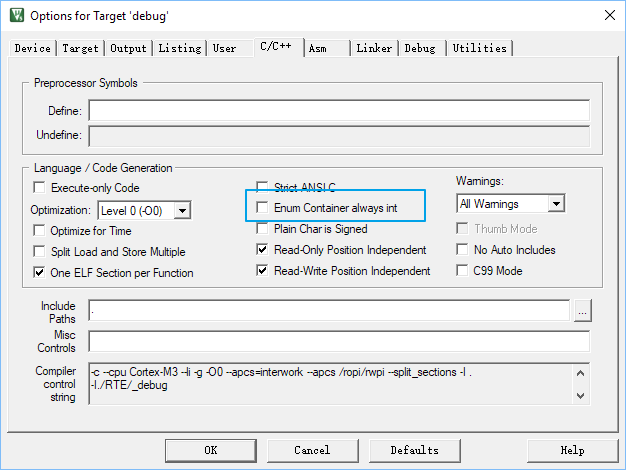 Options for Target 'debug'
Device Target Output Listing User C/C++ Asm Linker Debug Utilities
Preprocessor Symbols
Define:
Undefine:
Language / Code Generation
Execute-only Code
Optimization: Level 0 (-O0)
Optimize for Time
Split Load and Store Multiple
One ELF Section per Function
Strict ANSI C
Enum Container always int
Plain Char is Signed
Read-Only Position Independent
Read-Write Position Independent
Warnings:
All Warnings
Thumb Mode
No Auto Includes
C99 Mode
Include Paths
.
...
Misc Controls
Compiler control string
-c --cpu Cortex-M3 --li -g -O0 --apcs=interwork --apcs /ropi/rwpi --split_sections -I .
-I./RTE/_debug
OK Cancel Defaults Help